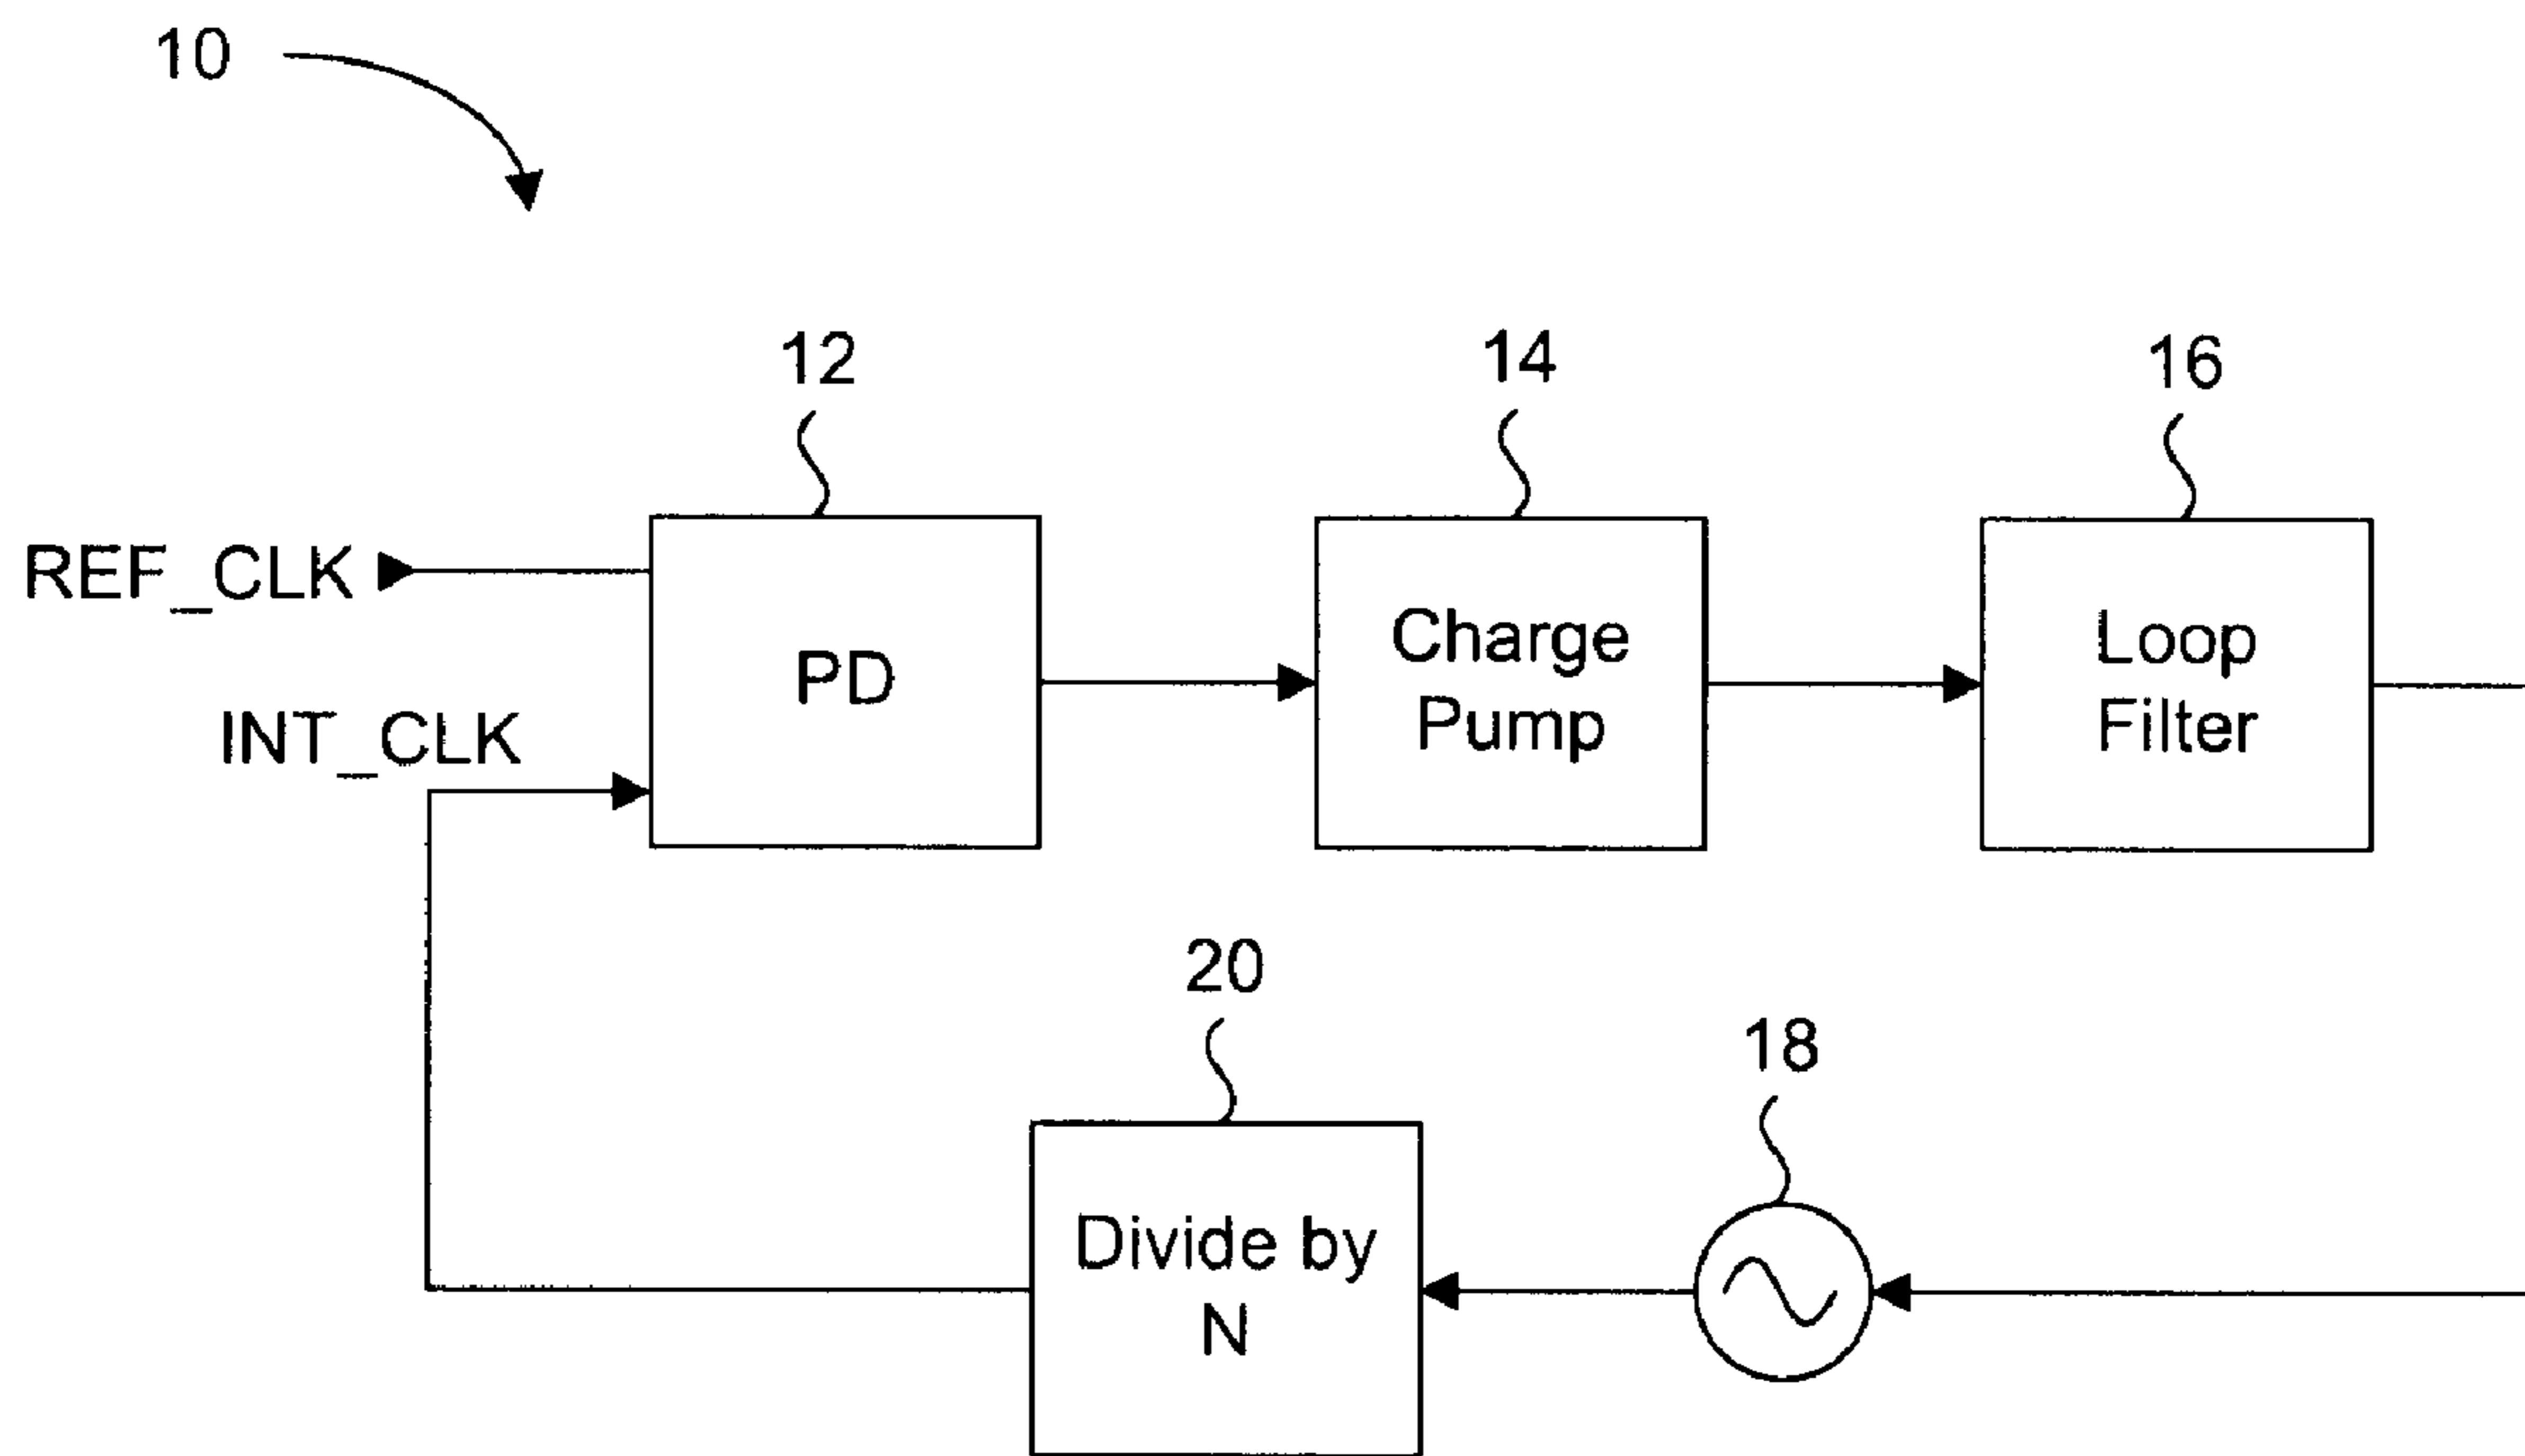 10
12
14
16
REF_CLK
PD
Charge
Pump
Loop
Filter
INT_CLK
20
18
Divide by
N